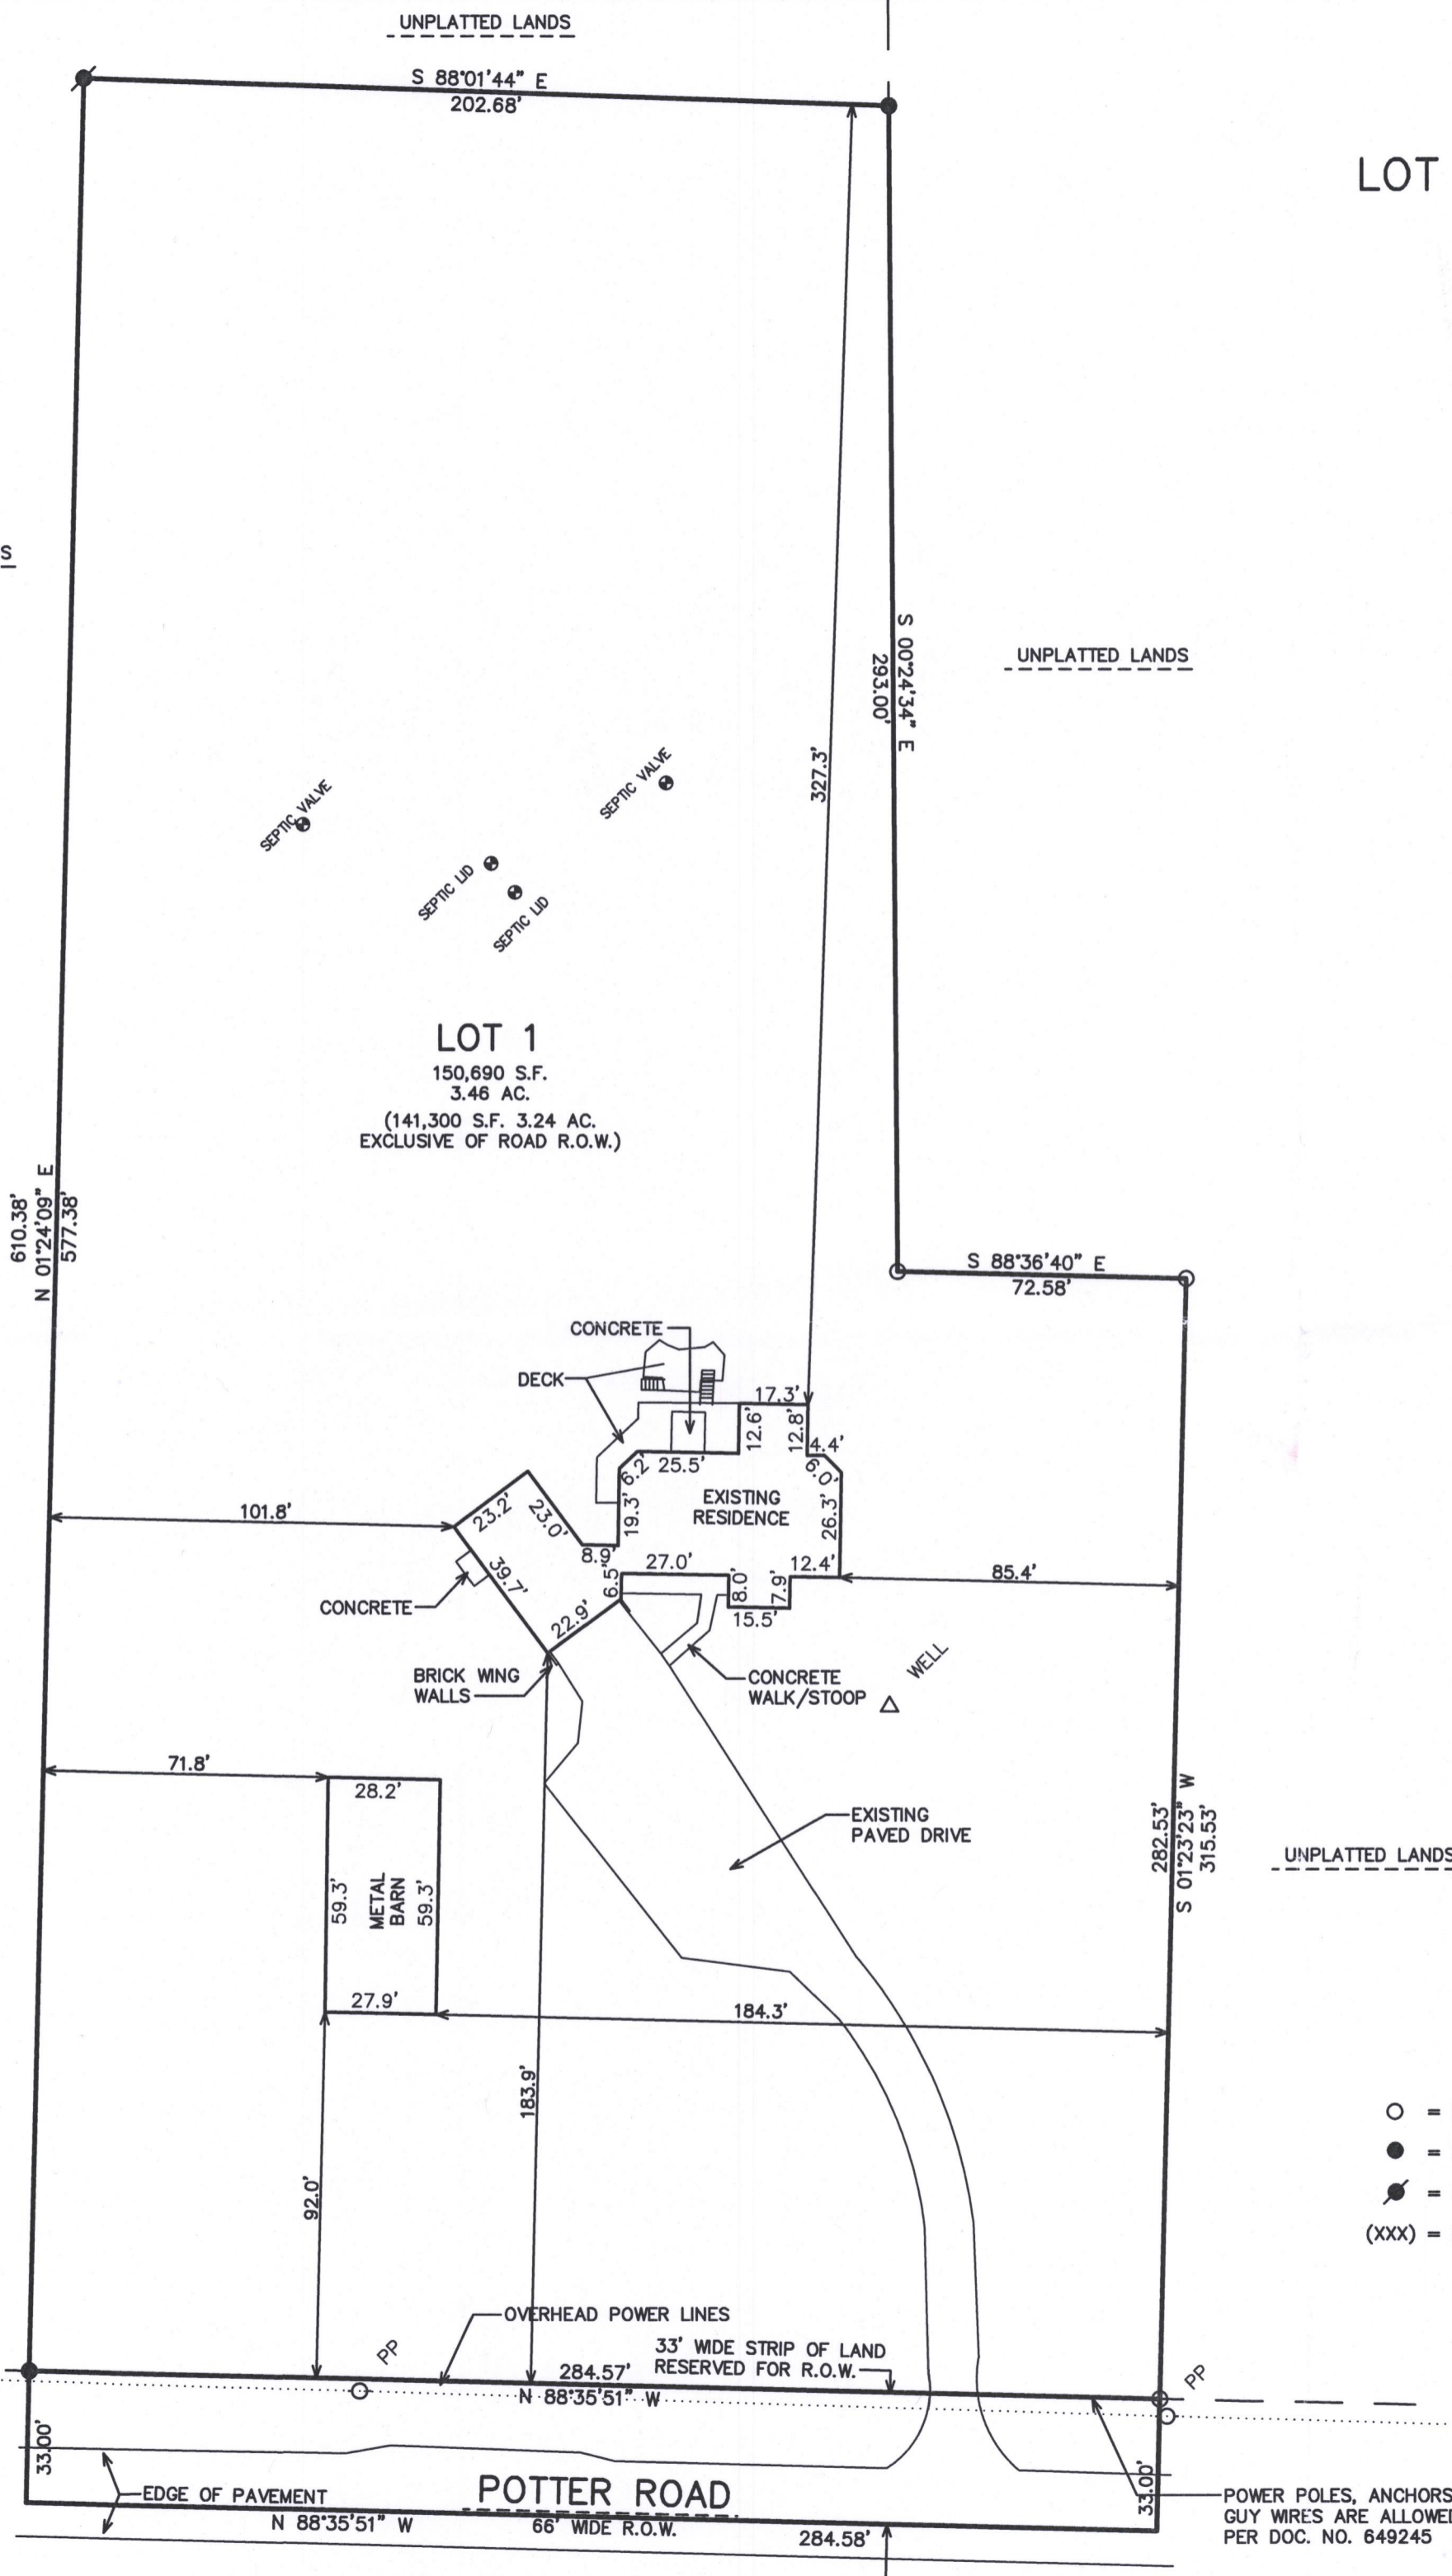 UNPLATTED LANDS
S 88°01'44" E
202.68'
LOT
S 00°24'34" E
293.00'
UNPLATTED LANDS
S
327.3'
SEPTIC VALVE
SEPTIC VALVE
SEPTIC LID
SEPTIC LID
LOT 1
150,690 S.F.
3.46 AC.
(141,300 S.F. 3.24 AC.
EXCLUSIVE OF ROAD R.O.W.)
610.38'
N 01°24'09" E
577.38'
S 88°36'40" E
72.58'
CONCRETE
DECK
17.3'
12.6'
12.8'
4.4'
6.0'
6.2'
25.5'
19.3'
EXISTING
RESIDENCE
26.3'
101.8'
23.2'
23.0'
8.9'
39.7'
6.5'
27.0'
8.0'
7.9'
12.4'
85.4'
15.5'
22.9'
CONCRETE
BRICK WING
WALLS
CONCRETE
WALK/STOOP
WELL
71.8'
28.2'
59.3'
METAL
BARN
59.3'
27.9'
EXISTING
PAVED DRIVE
282.53'
S 01°23'23" W
315.53'
UNPLATTED LANDS
184.3'
183.9'
92.0'
=
=
=
(XXX) =
OVERHEAD POWER LINES
PP
33' WIDE STRIP OF LAND
RESERVED FOR R.O.W.
284.57'
N 88°35'51" W
PP
33.00'
33.00'
EDGE OF PAVEMENT
POTTER ROAD
N 88°35'51" W
66' WIDE R.O.W.
284.58'
POWER POLES, ANCHORS
GUY WIRES ARE ALLOWED
PER DOC. NO. 649245